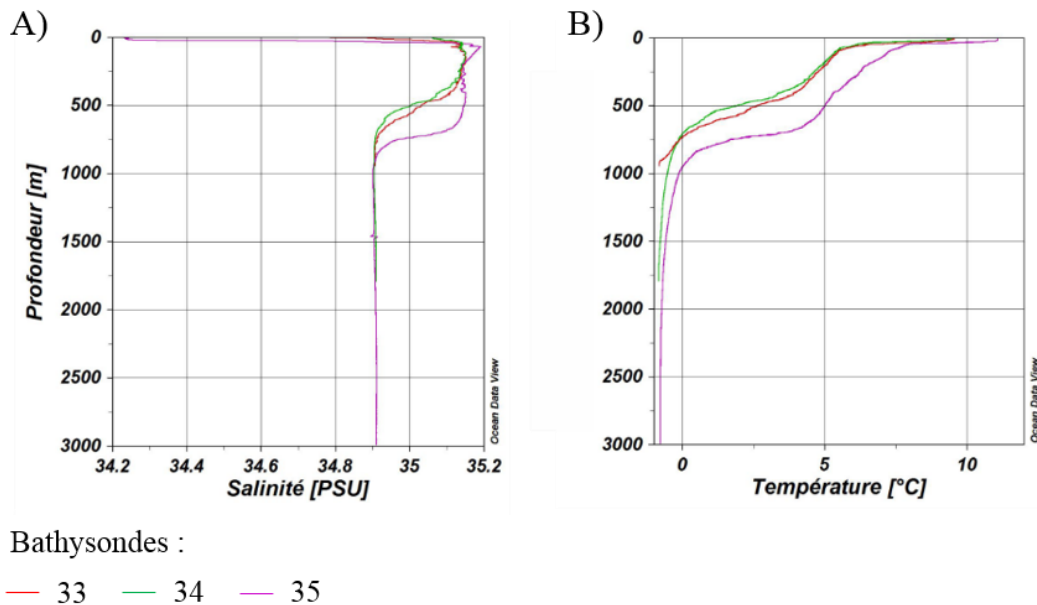 A)
0
500
1000
1500
2000
2500
3000
Profondeur [m]
34.2 34.4 34.6 34.8 35 35.2
Salinité [PSU]
Ocean Data View
B)
0
500
1000
1500
2000
2500
3000
0 5 10
Température [°C]
Ocean Data View
Bathysondes :
33 34 35